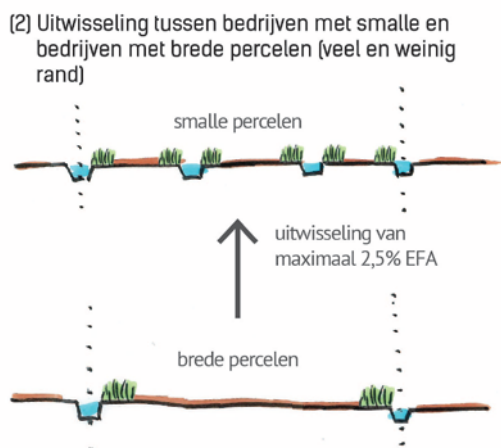 (2) Uitwisseling tussen bedrijven met smalle en
bedrijven met brede percelen (veel en weinig
rand)
smalle percelen
uitwisseling van
maximaal 2,5% EFA
brede percelen